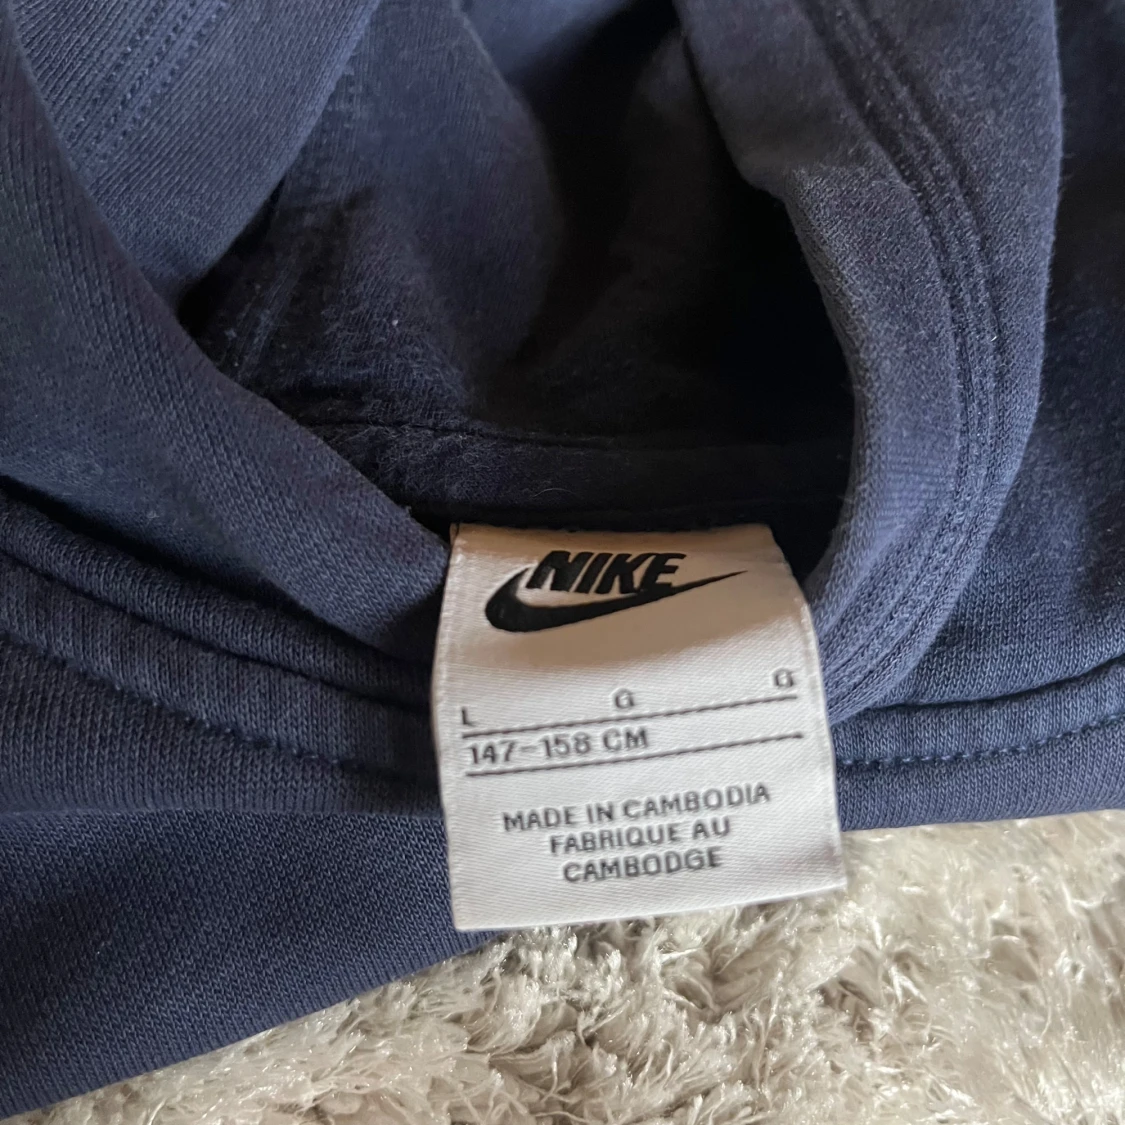 NIKE
L G G
147-158 CM
MADE IN CAMBODIA
FABRIQUE AU
CAMBODGE